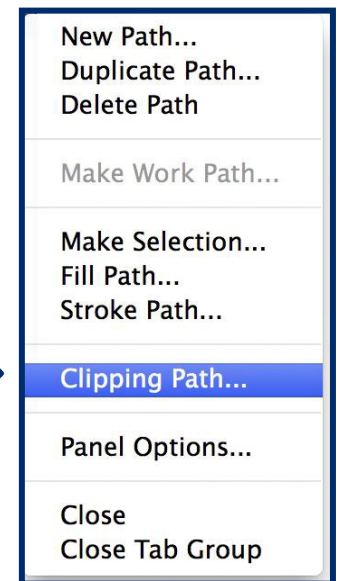 New Path...
Duplicate Path...
Delete Path
Make Work Path...
Make Selection...
Fill Path...
Stroke Path...
Clipping Path...
Panel Options...
Close
Close Tab Group